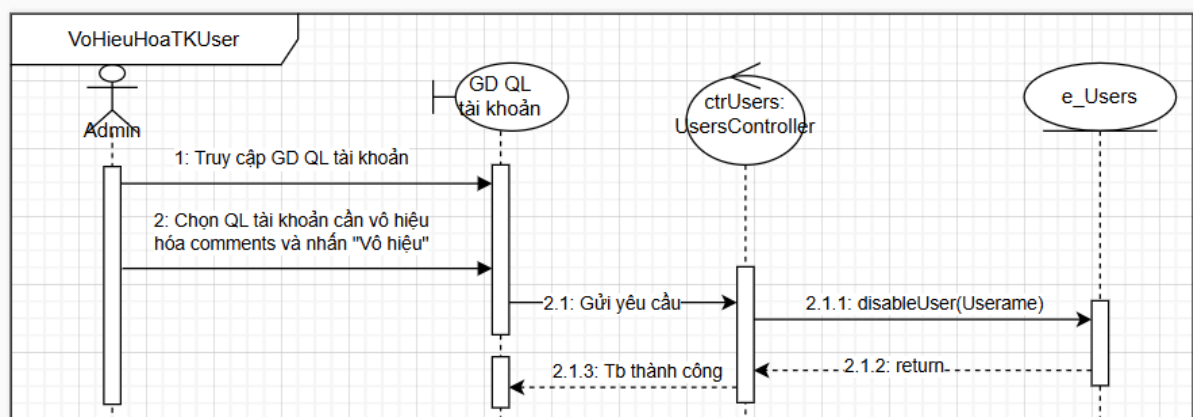 VoHieuHoaTKUser
Admin
GD QL
tài khoản
ctrUsers:
UsersController
e_Users
1: Truy cập GD QL tài khoản
2: Chọn QL tài khoản cần vô hiệu
hóa comments và nhấn "Vô hiệu"
2.1: Gửi yêu cầu
2.1.1: disableUser(Userame)
2.1.2: return
2.1.3: Tb thành công